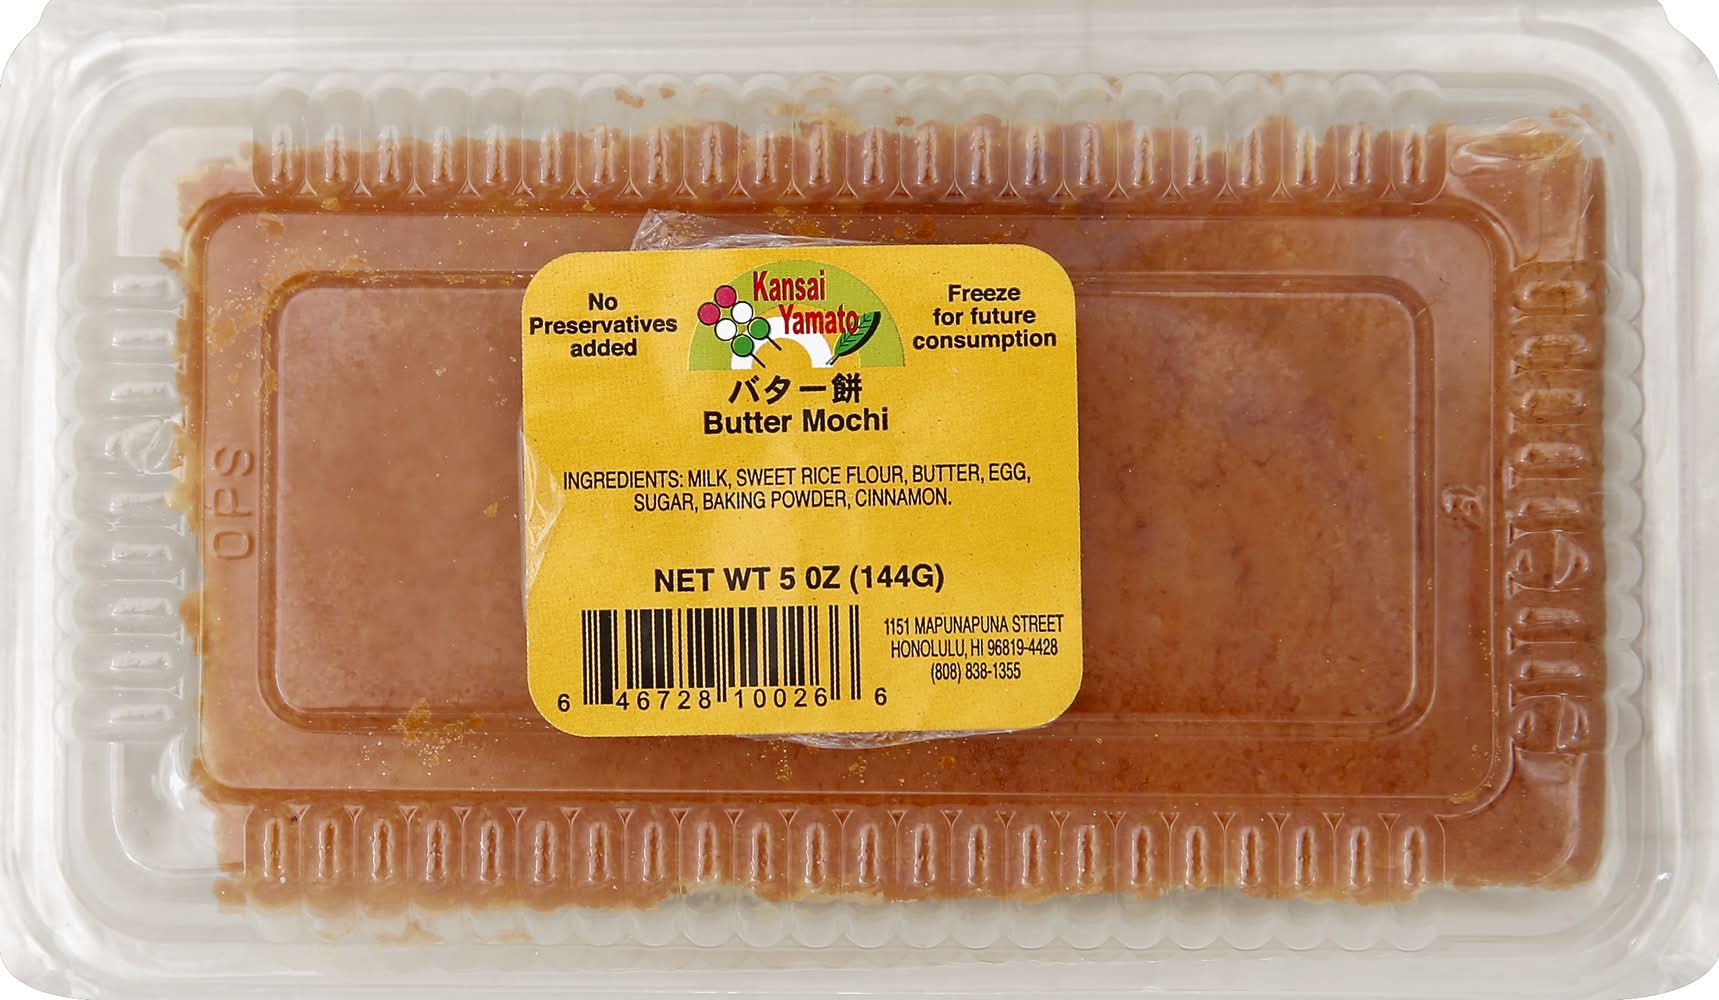 No
Preservatives
added
Kansai
Yamato
Freeze
for future
consumption
バター餅
Butter Mochi
INGREDIENTS: MILK, SWEET RICE FLOUR, BUTTER, EGG,
SUGAR, BAKING POWDER, CINNAMON.
NET WT 5 OZ (144G)
6 46728 10026 6
1151 MAPUNAPUNA STREET
HONOLULU, HI 96819-4428
(808) 838-1355
OPS